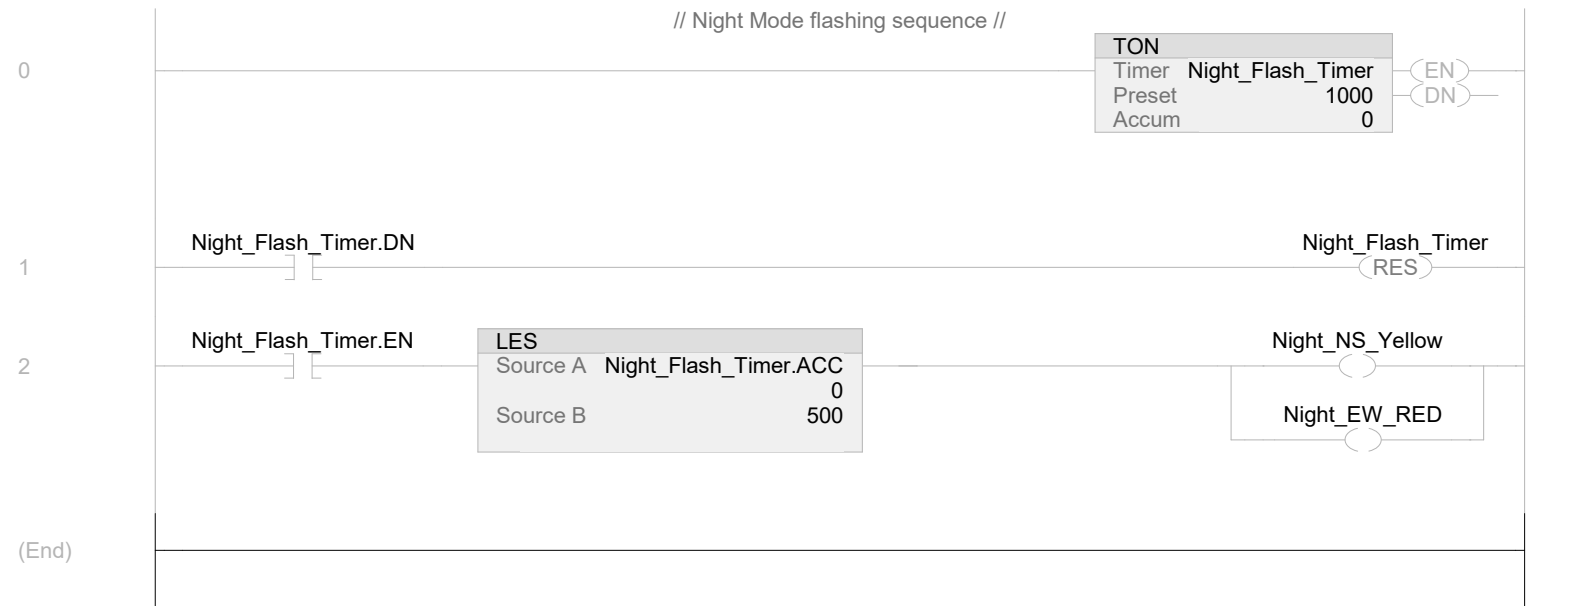 // Night Mode flashing sequence //
TON
0
Timer Night_Flash_Timer
EN
Preset 1000
DN
Accum 0
Night_Flash_Timer.DN
Night_Flash_Timer
1
RES
Night_Flash_Timer.EN
LES
Night_NS_Yellow
2
Source A Night_Flash_Timer.ACC
0
Source B 500
Night_EW_RED
(End)